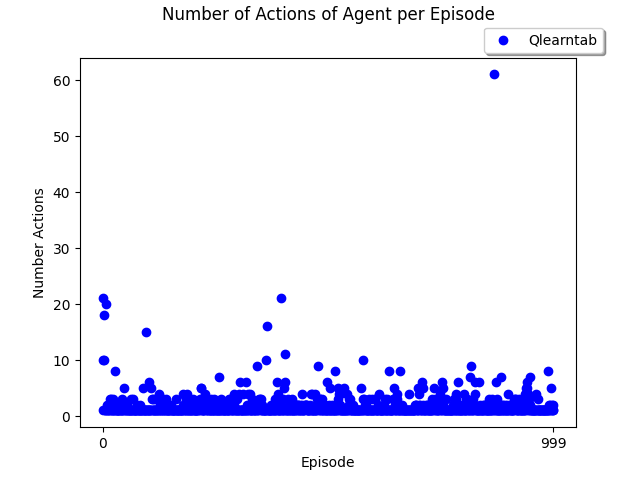 Number of Actions of Agent per Episode
Qlearntab
60
50
40
30
20
10
0
Number Actions
0 999
Episode